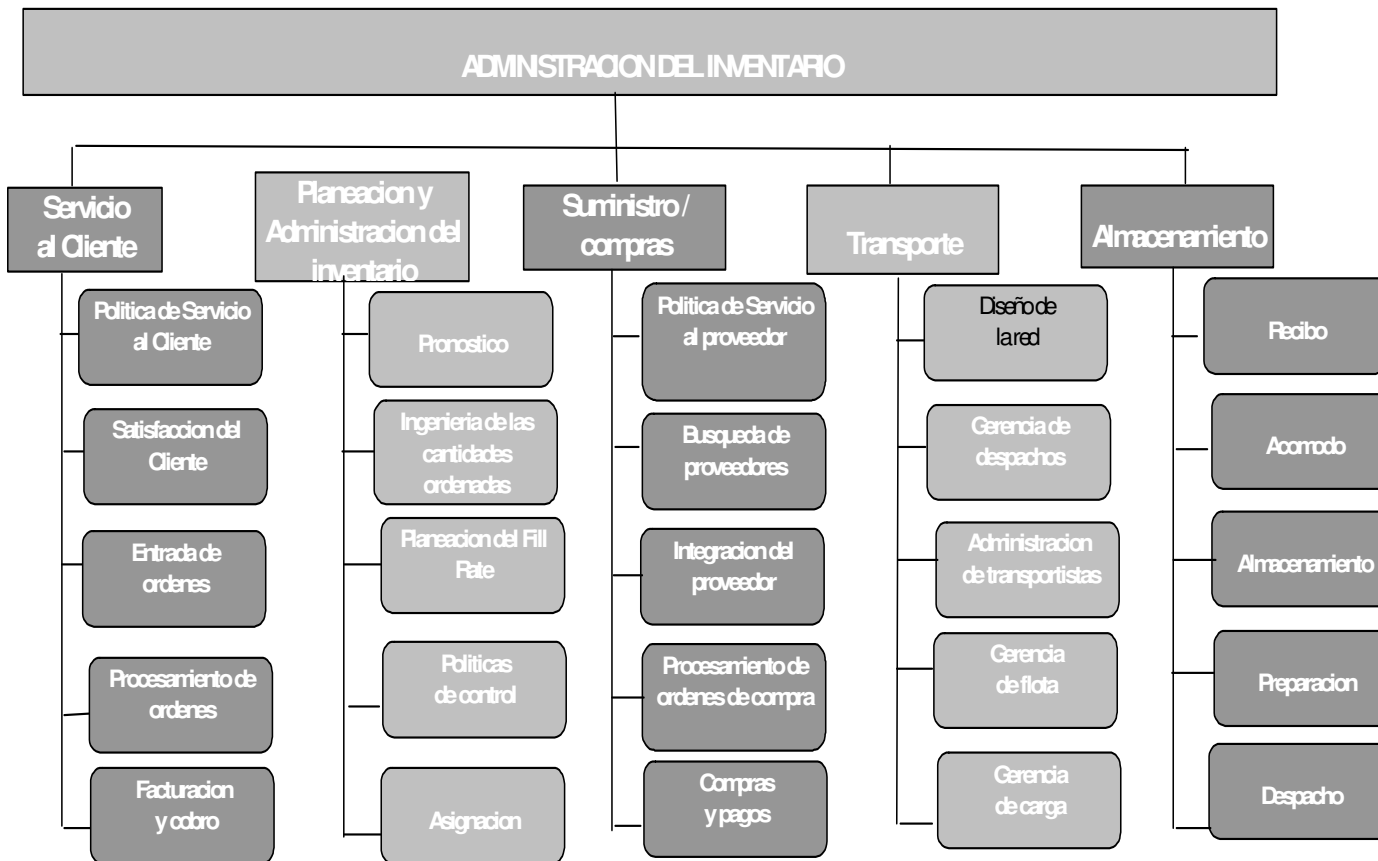 ADMINISTRACION DEL INVENTARIO
Servicio
al Cliente
Planeacion y
Administracion del
inventario
Suministro /
compras
Transporte
Almacenamiento
Politica de Servicio
al Cliente
Satisfaccion del
Cliente
Entrada de
ordenes
Procesamiento de
ordenes
Facturacion
y cobro
Pronostico
Ingenieria de las
cantidades
ordenadas
Planeacion del Fill
Rate
Politicas
de control
Asignacion
Politica de Servicio
al proveedor
Busqueda de
proveedores
Integracion del
proveedor
Procesamiento de
ordenes de compra
Compras
y pagos
Diseño de
la red
Gerencia de
despachos
Administracion
de transportistas
Gerencia
de flota
Gerencia
de carga
Recibo
Acomodo
Almacenamiento
Preparacion
Despacho